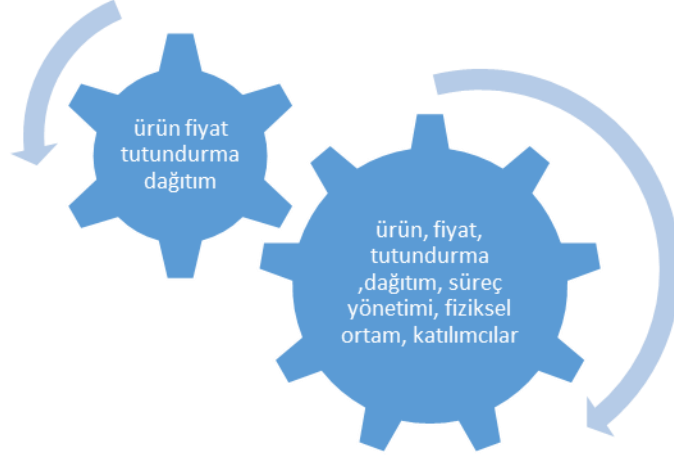 ürün fiyat
tutundurma
dağıtım
ürün, fiyat,
tutundurma
,dağıtım, süreç
yönetimi, fiziksel
ortam, katılımcılar